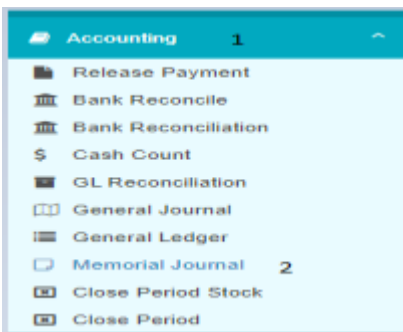 Accounting 1
Release Payment
Bank Reconcile
Bank Reconciliation
$ Cash Count
GL Reconciliation
General Journal
General Ledger
Memorial Journal 2
Close Period Stock
Close Period